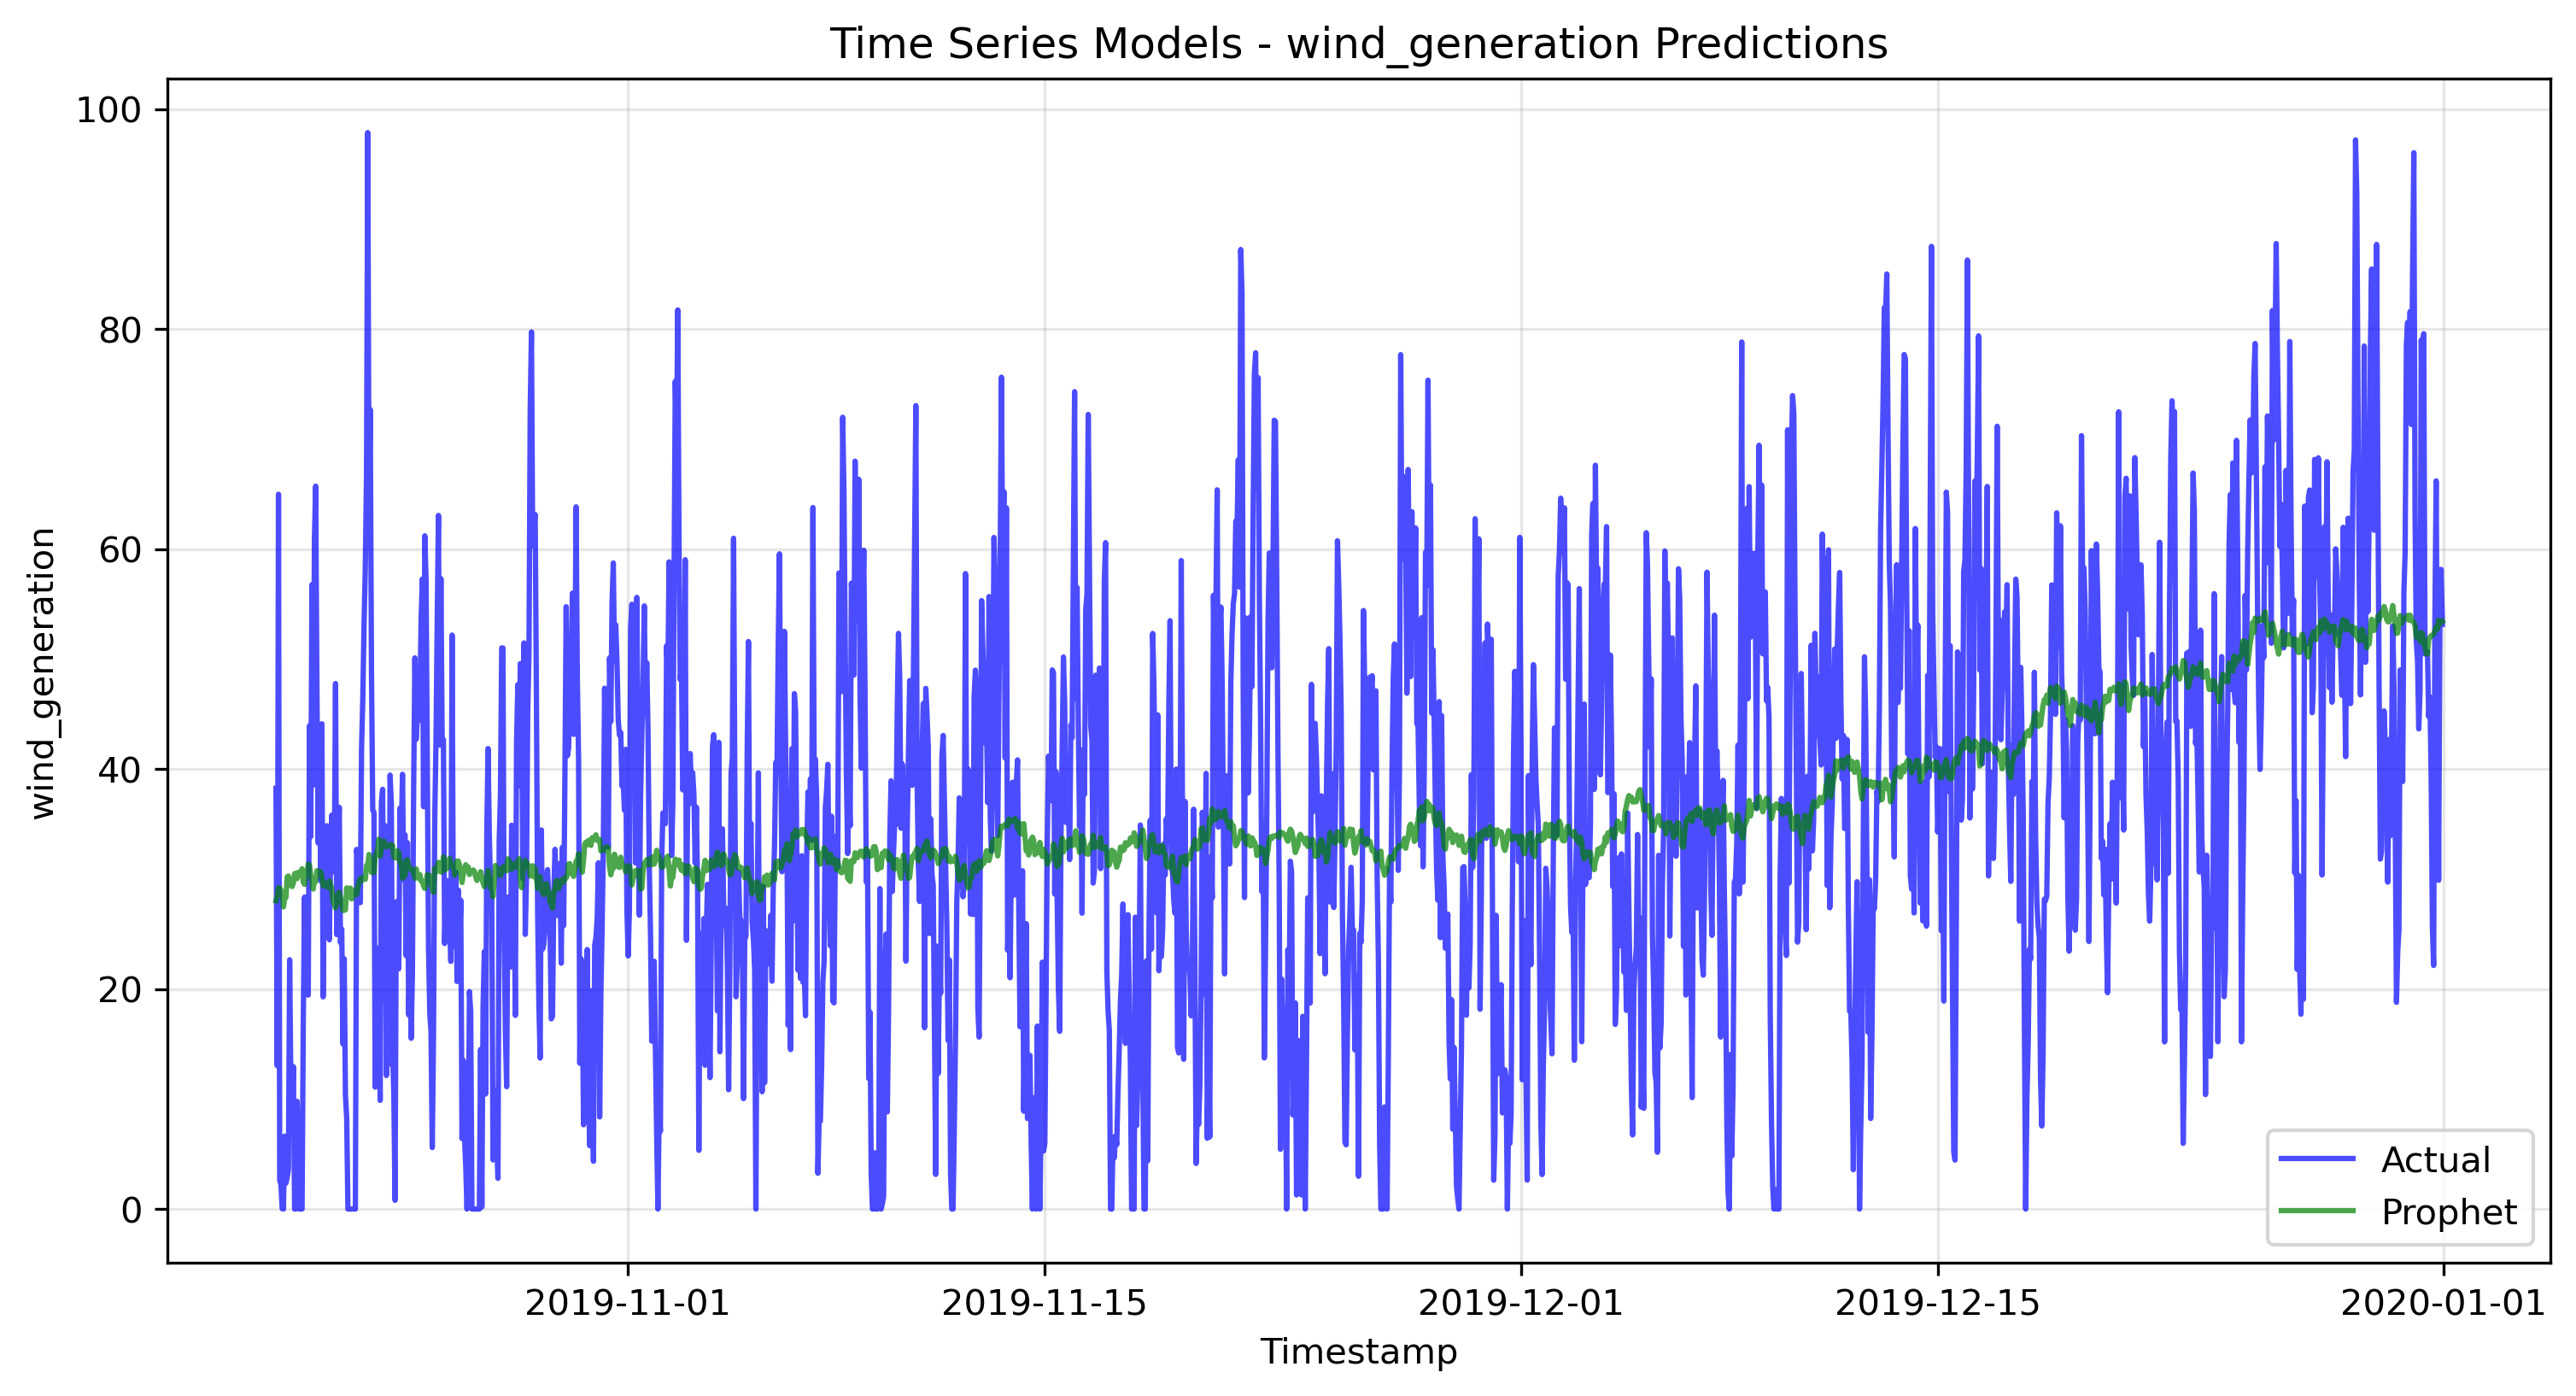 Time Series Models - wind_generation Predictions
wind_generation
100
80
60
40
20
0
2019-11-01
2019-11-15
2019-12-01
2019-12-15
2020-01-01
Timestamp
Actual
Prophet